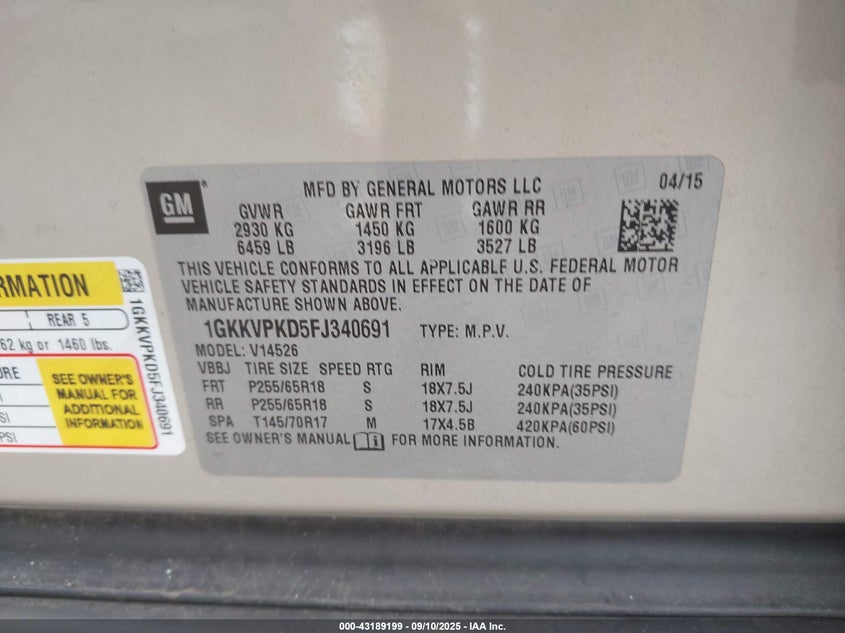 GM
MFD BY GENERAL MOTORS LLC 04/15
GVWR GAWR FRT GAWR RR
2930 KG 1450 KG 1600 KG
6459 LB 3196 LB 3527 LB
THIS VEHICLE CONFORMS TO ALL APPLICABLE U.S. FEDERAL MOTOR
VEHICLE SAFETY STANDARDS IN EFFECT ON THE DATE OF
MANUFACTURE SHOWN ABOVE.
1GKKVPKD5FJ340691 TYPE: M.P.V.
MODEL: V14526
VBBJ TIRE SIZE SPEED RTG RIM COLD TIRE PRESSURE
FRT P255/65R18 S 18X7.5J 240KPA(35PSI)
RR P255/65R18 S 18X7.5J 240KPA(35PSI)
SPA T145/70R17 M 17X4.5B 420KPA(60PSI)
SEE OWNER'S MANUAL FOR MORE INFORMATION.
RMATION
REAR 5
62 kg or 1460 lbs.
URE
SEE OWNER'S
MANUAL FOR
ADDITIONAL
INFORMATION
SI)
PSI)
1GKKVPKD5FJ340691
000-43189199 — 09/10/2025 — IAA Inc.